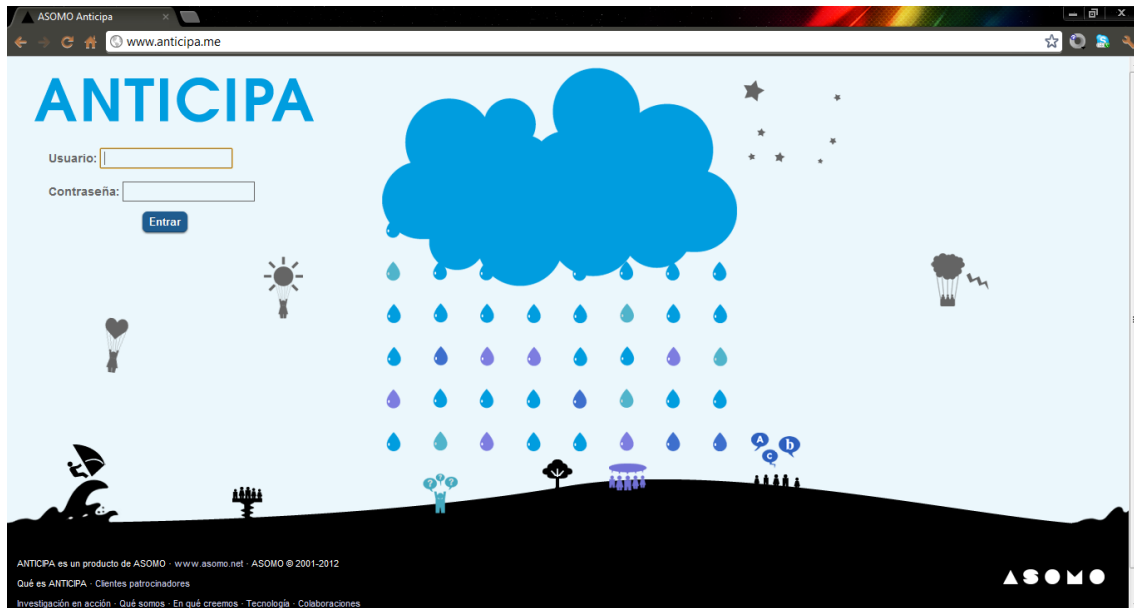 ASOMO Anticipa
www.anticipa.me
ANTICIPA
Usuario:
Contraseña:
Entrar
A
b
c
? ? ?
ANTICIPA es un producto de ASOMO · www.asomo.net · ASOMO © 2001-2012
Qué es ANTICIPA · Clientes patrocinadores
ASOMO
Investigación en acción · Qué somos · En qué creemos · Tecnología · Colaboraciones